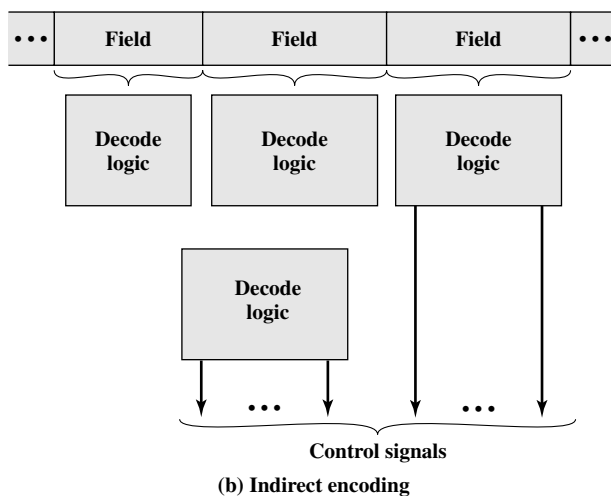 ••• Field Field Field •••
Decode logic
Decode logic
Decode logic
Decode logic
••• •••
Control signals
(b) Indirect encoding